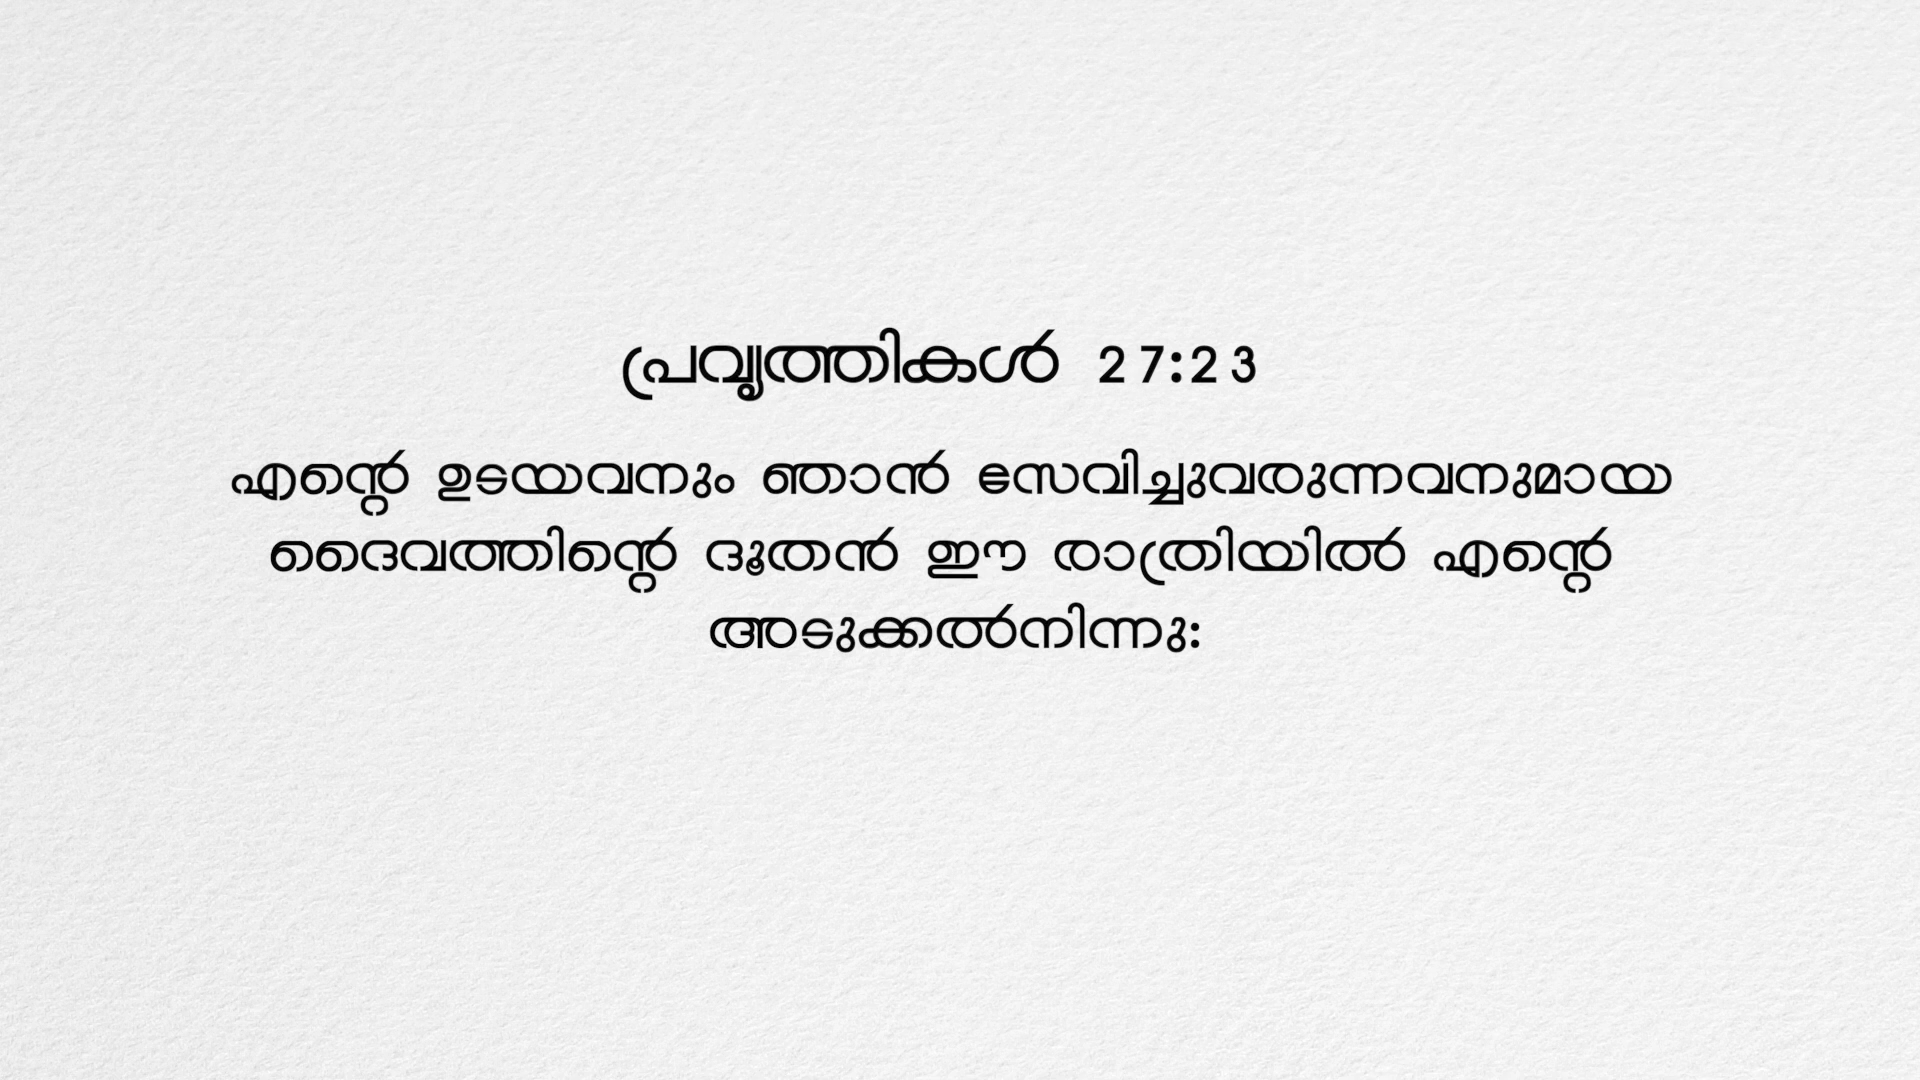 പ്രവൃത്തികൾ 27:23
എന്റെ ഉടയവനും ഞാൻ സേവിച്ചുവരുന്നവനുമായ
ദൈവത്തിന്റെ ദൂതൻ ഈ രാത്രിയിൽ എന്റെ
അടുക്കൽനിന്നു: